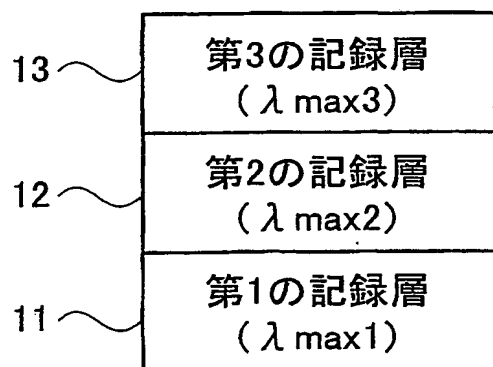 13 第3の記録層
(λmax3)
12 第2の記録層
(λmax2)
11 第1の記録層
(λmax1)